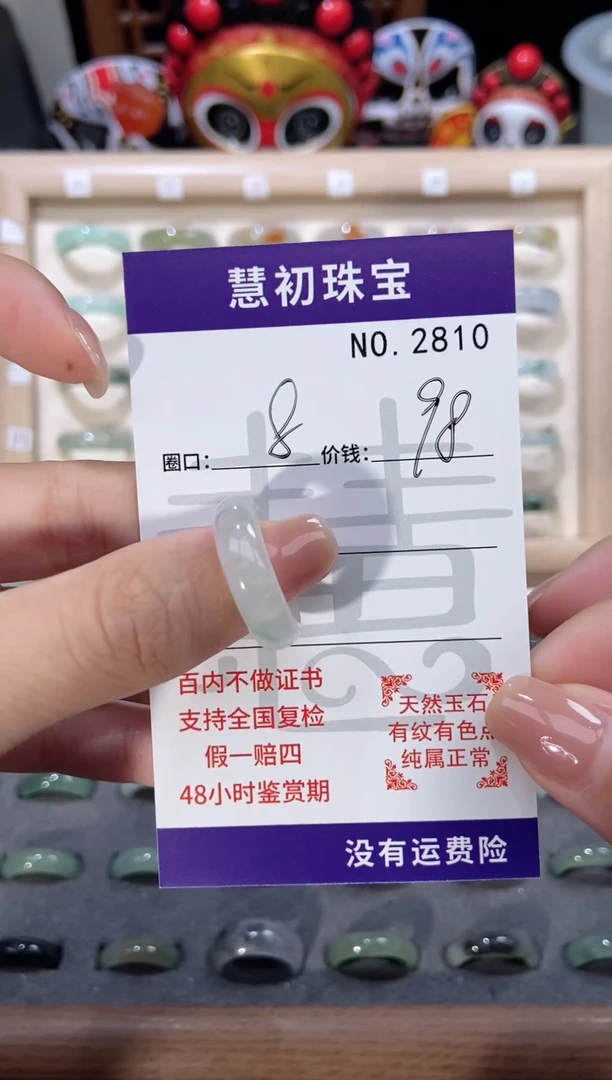 慧初珠宝
NO.2810
圈口：8 价钱：98
百内不做证书
支持全国复检
假一赔四
48小时鉴赏期
天然玉石
有纹有色点
纯属正常
没有运费险